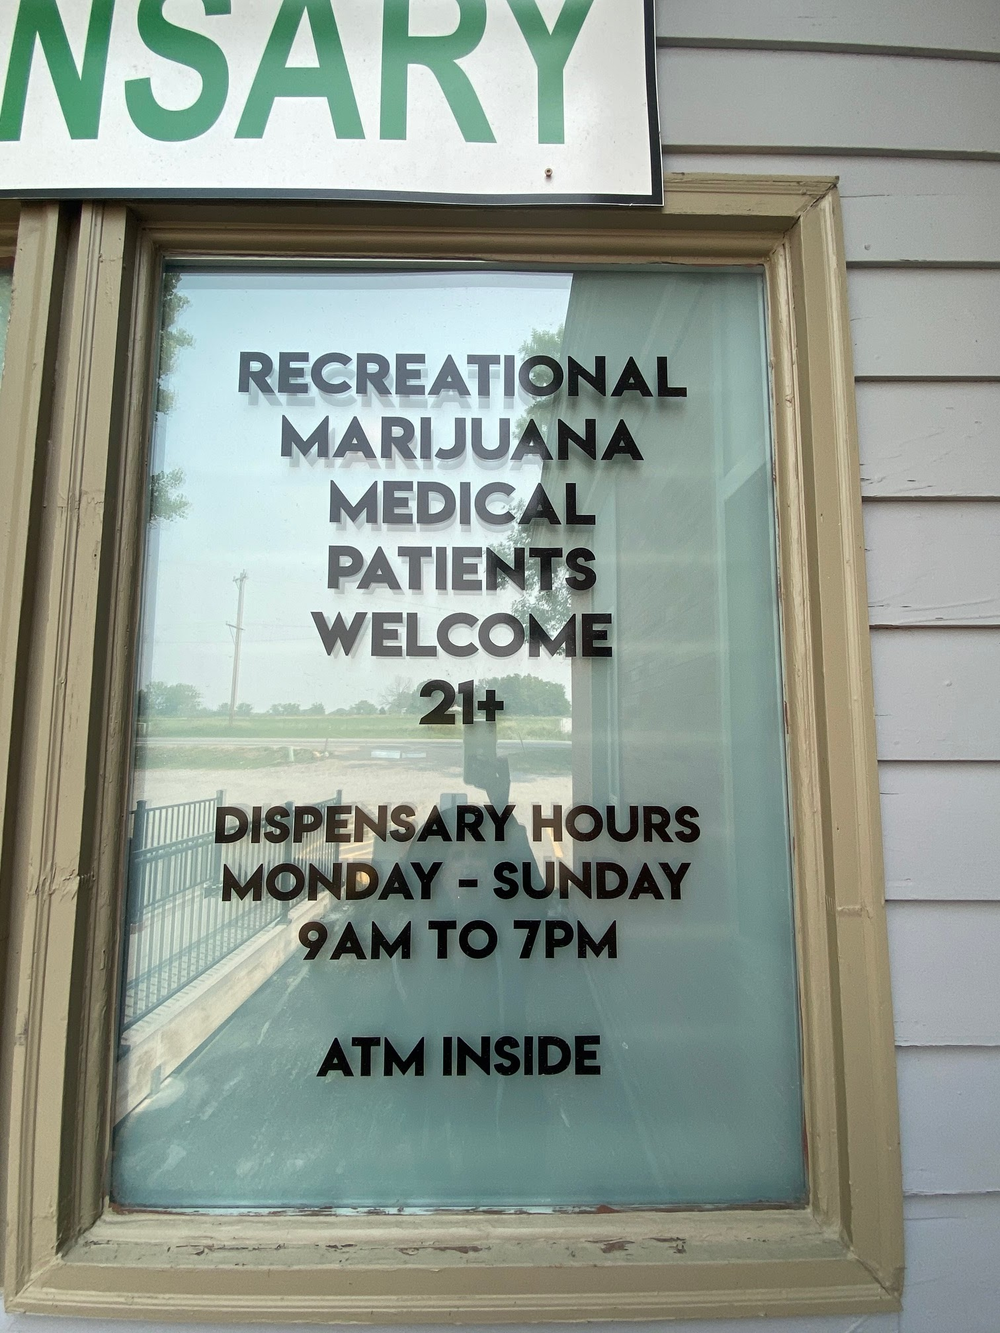 NSARY
RECREATIONAL
MARIJUANA
MEDICAL
PATIENTS
WELCOME
21+
DISPENSARY HOURS
MONDAY - SUNDAY
9AM TO 7PM
ATM INSIDE